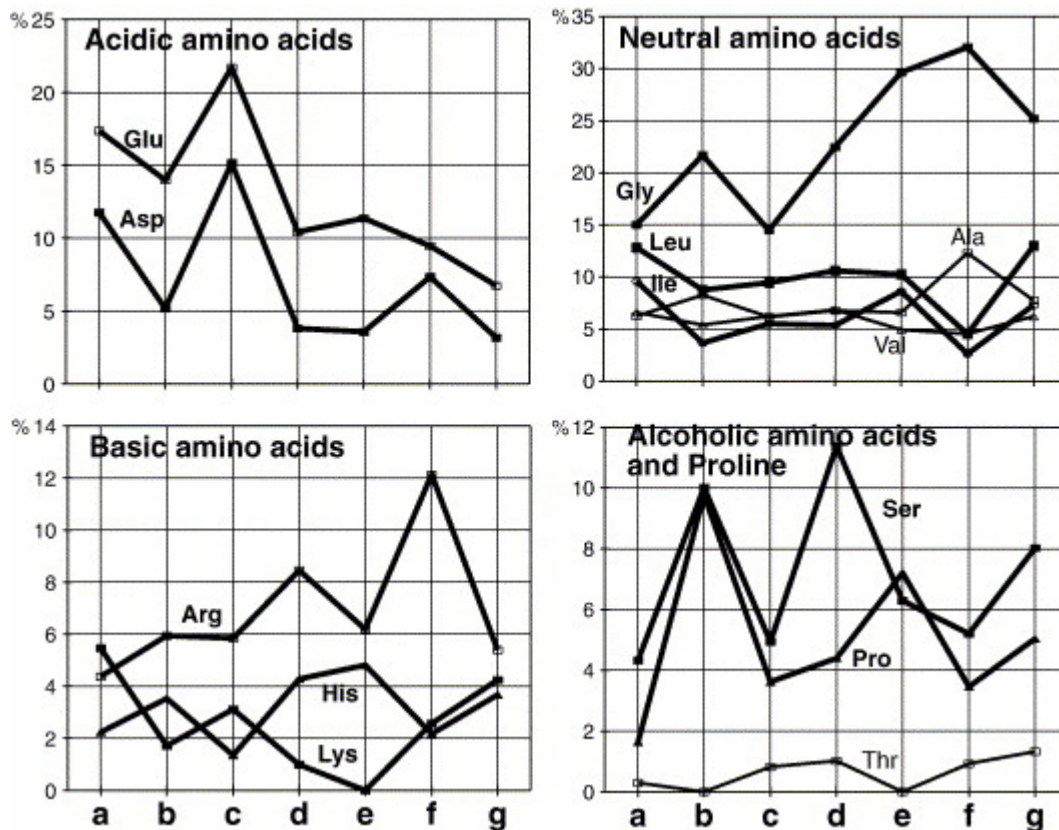 % 25
Acidic amino acids
20
Glu
15
Asp
10
5
0
% 35
Neutral amino acids
30
25
20
Gly
15
Leu
Ala
10
Ile
5
Val
0
% 14
Basic amino acids
12
10
8
Arg
6
4
His
2
Lys
0
a b c d e f g
% 12
Alcoholic amino acids
and Proline
10
Ser
8
6
Pro
4
2
Thr
0
a b c d e f g